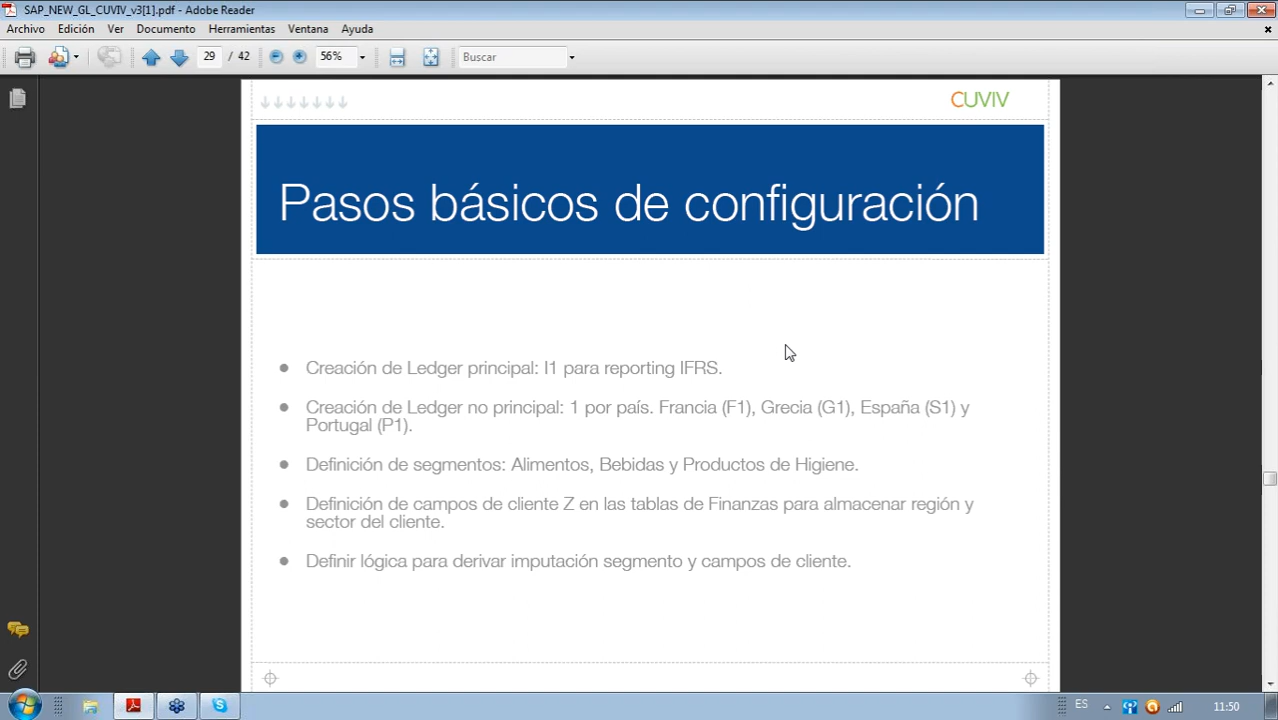 SAP_NEW_GL_CUVIV_v3[1].pdf - Adobe Reader
Archivo Edición Ver Documento Herramientas Ventana Ayuda
29 / 42 56% Buscar
CUVIV
Pasos básicos de configuración
Creación de Ledger principal: I1 para reporting IFRS.
Creación de Ledger no principal: 1 por país. Francia (F1), Grecia (G1), España (S1) y
Portugal (P1).
Definición de segmentos: Alimentos, Bebidas y Productos de Higiene.
Definición de campos de cliente Z en las tablas de Finanzas para almacenar región y
sector del cliente.
Definir lógica para derivar imputación segmento y campos de cliente.
ES 11:50